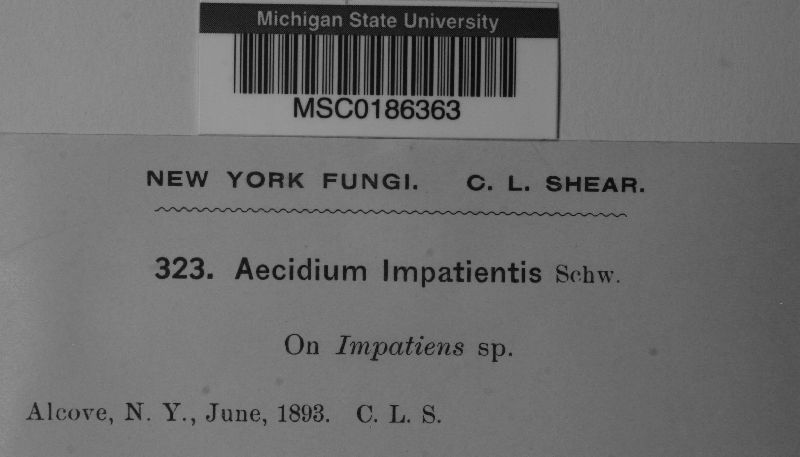 Michigan State University
MSC0186363
NEW YORK FUNGI. C. L. SHEAR.
323. Aecidium Impatientis Schw.
On Impatiens sp.
Alcove, N. Y., June, 1893. C. L. S.